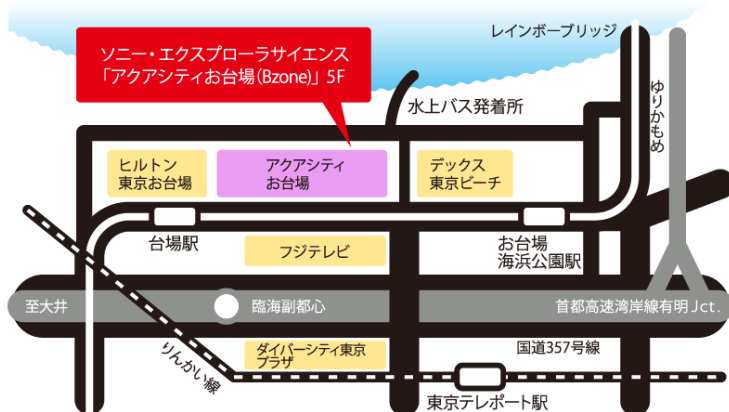 レインボーブリッジ
ソニー・エクスプローラサイエンス
「アクアシティお台場(Bzone)」5F
水上バス発着所
ゆりかもめ
ヒルトン
東京お台場
アクアシティ
お台場
デックス
東京ビーチ
台場駅
お台場
海浜公園駅
フジテレビ
至大井
臨海副都心
首都高速湾岸線有明Jct.
りんかい線
ダイバーシティ東京
プラザ
国道357号線
東京テレポート駅